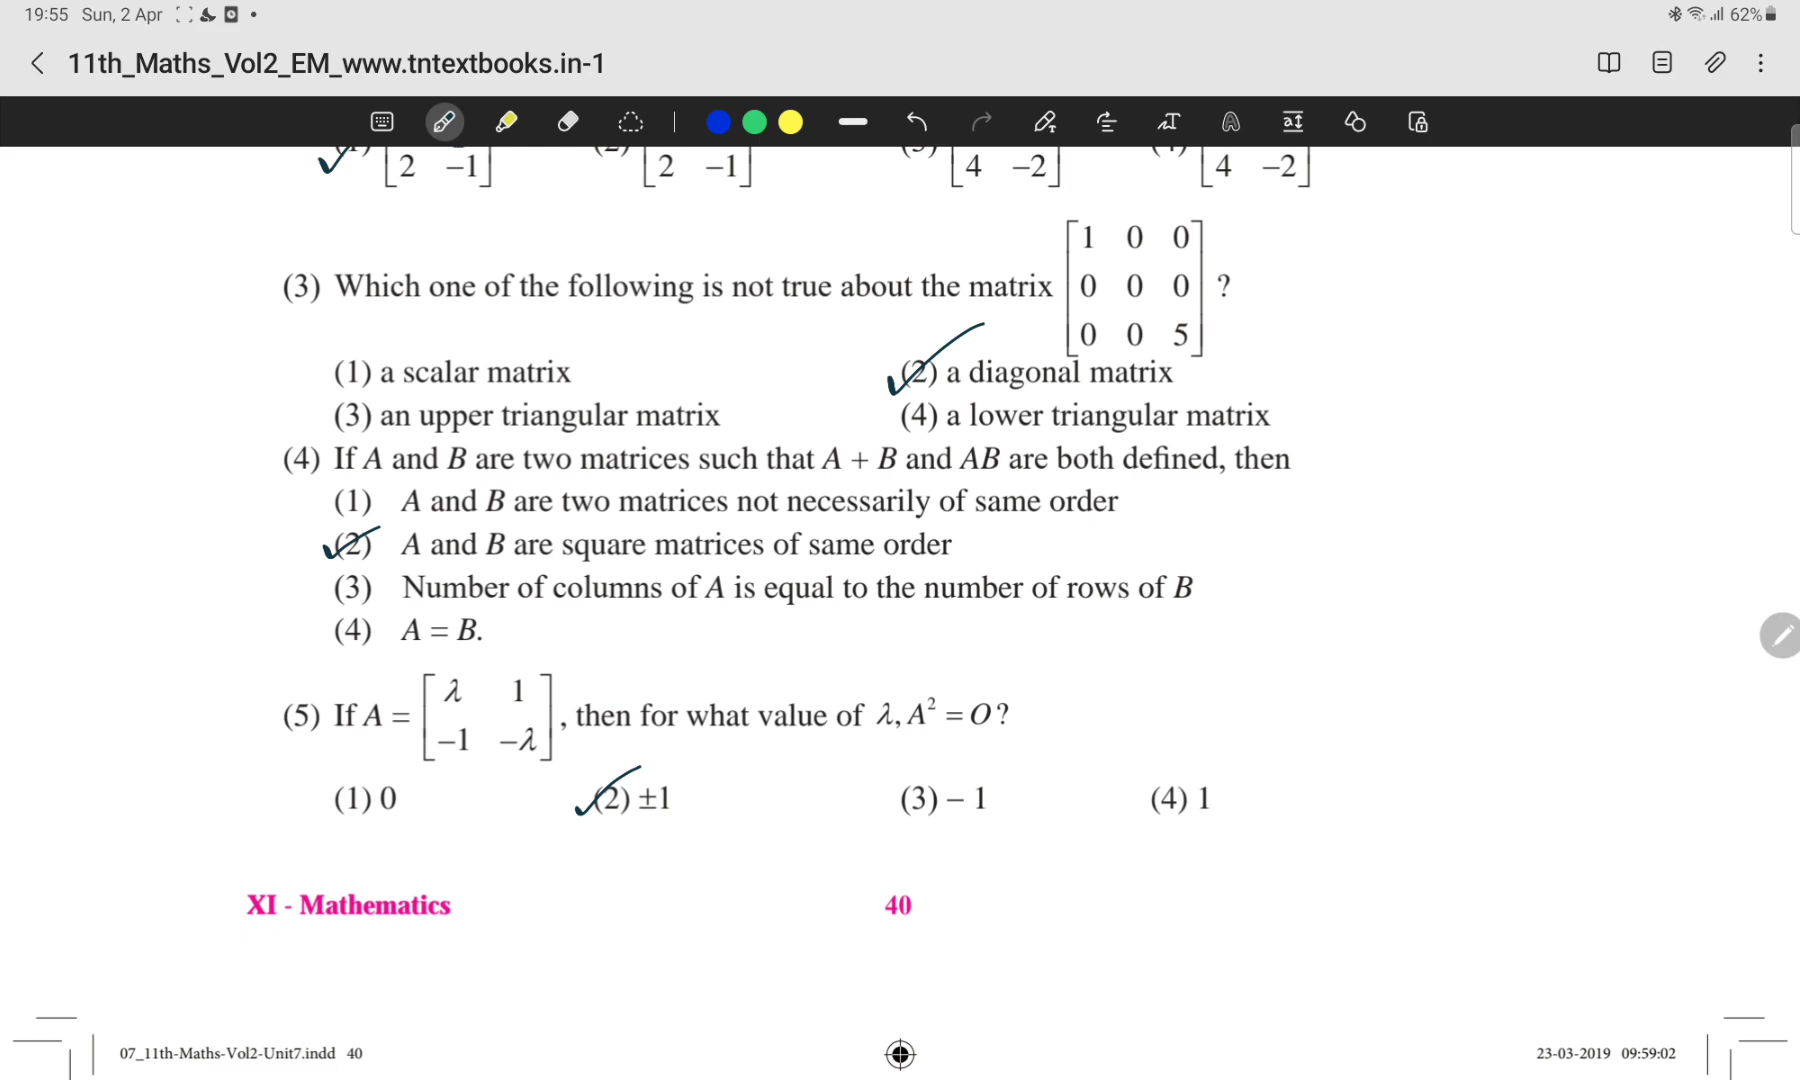 19:55 Sun, 2 Apr 62%
11th_Maths_Vol2_EM_www.tntextbooks.in-1
(1) [2 −1] (2) [2 −1] (3) [4 −2] (4) [4 −2]
(3) Which one of the following is not true about the matrix [1 0 0
0 0 0
0 0 5] ?
(1) a scalar matrix (2) a diagonal matrix
(3) an upper triangular matrix (4) a lower triangular matrix
(4) If A and B are two matrices such that A + B and AB are both defined, then
(1) A and B are two matrices not necessarily of same order
(2) A and B are square matrices of same order
(3) Number of columns of A is equal to the number of rows of B
(4) A = B.
(5) If A = [λ 1
−1 −λ], then for what value of λ, A² = O?
(1) 0 (2) ±1 (3) – 1 (4) 1
XI - Mathematics 40
07_11th-Maths-Vol2-Unit7.indd 40 23-03-2019 09:59:02